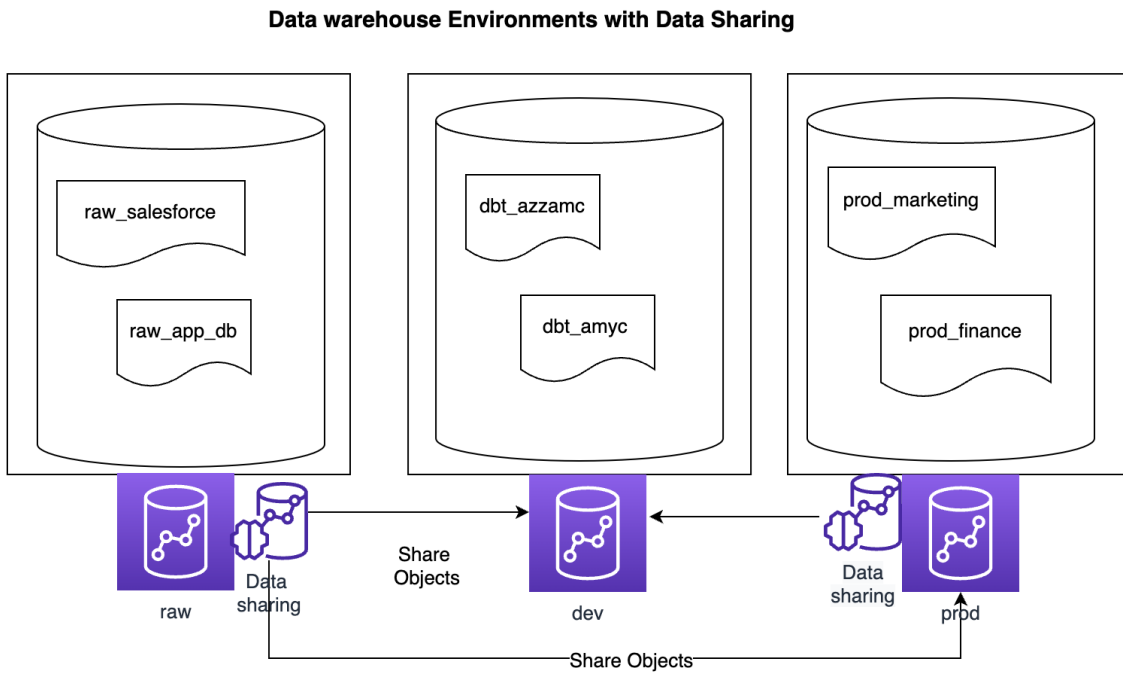 Data warehouse Environments with Data Sharing
raw_salesforce
raw_app_db
dbt_azzamc
dbt_amyc
prod_marketing
prod_finance
raw
Data
sharing
Share
Objects
dev
Data
sharing
prod
Share Objects